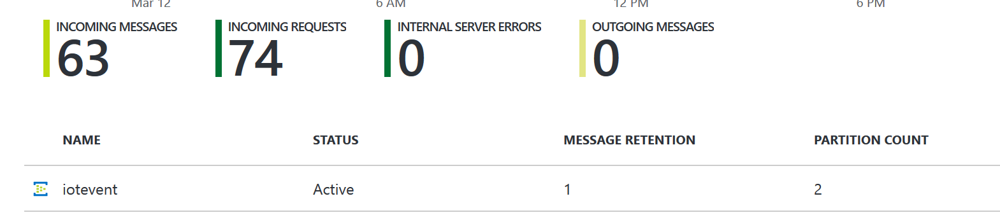 Mar 12 6 AM 12 PM 6 PM
INCOMING MESSAGES INCOMING REQUESTS INTERNAL SERVER ERRORS OUTGOING MESSAGES
63 74 0 0
NAME STATUS MESSAGE RETENTION PARTITION COUNT
iotevent Active 1 2